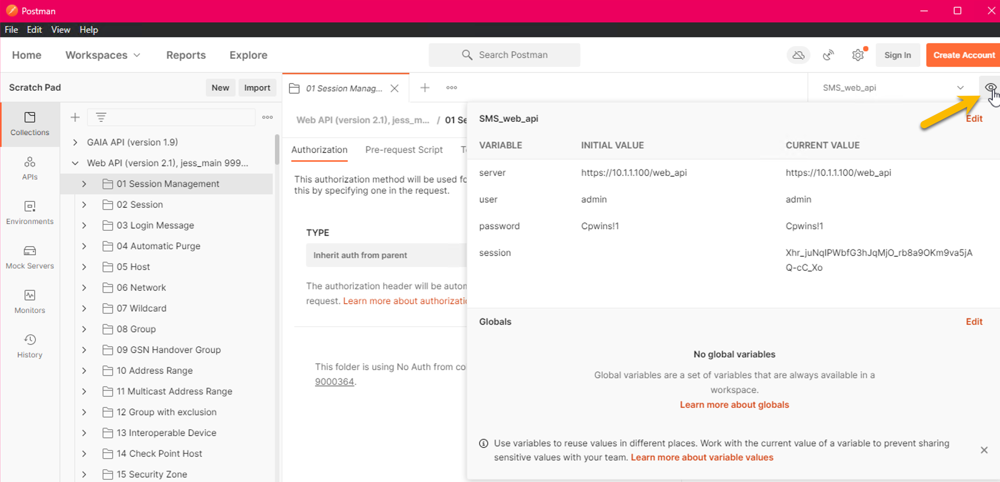 Postman
File Edit View Help
Home Workspaces Reports Explore Search Postman Sign In Create Account
Scratch Pad New Import
01 Session Manag...
SMS_web_api
Collections
APIs
Environments
Mock Servers
Monitors
History
GAIA API (version 1.9)
Web API (version 2.1), jess_main 999...
01 Session Management
02 Session
03 Login Message
04 Automatic Purge
05 Host
06 Network
07 Wildcard
08 Group
09 GSN Handover Group
10 Address Range
11 Multicast Address Range
12 Group with exclusion
13 Interoperable Device
14 Check Point Host
15 Security Zone
Web API (version 2.1), jess_m... / 01 Se
Authorization Pre-request Script T
This authorization method will be used fo
this by specifying one in the request.
TYPE
Inherit auth from parent
The authorization header will be autom
request. Learn more about authorizatio
This folder is using No Auth from co
9000364.
SMS_web_api Edit
VARIABLE INITIAL VALUE CURRENT VALUE
server https://10.1.1.100/web_api https://10.1.1.100/web_api
user admin admin
password Cpwins!1 Cpwins!1
session Xhr_juNqIPWbfG3hJqMjO_rb8a9OKm9va5jA
Q-cC_Xo
Globals Edit
No global variables
Global variables are a set of variables that are always available in a
workspace.
Learn more about globals
Use variables to reuse values in different places. Work with the current value of a variable to prevent sharing
sensitive values with your team. Learn more about variable values